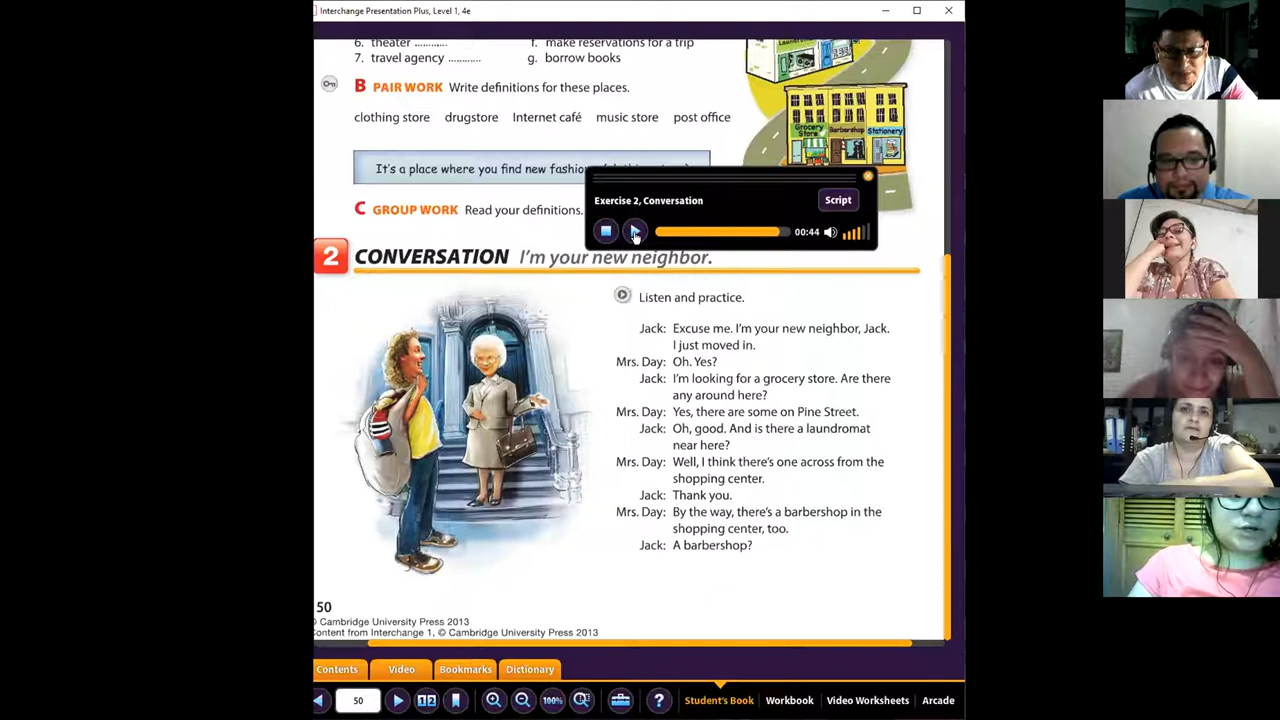 Interchange Presentation Plus, Level 1, 4e
6. theater ............ f. make reservations for a trip
7. travel agency ............ g. borrow books
B PAIR WORK Write definitions for these places.
clothing store drugstore Internet café music store post office
It's a place where you find new fashion
Exercise 2, Conversation
Script
00:44
C GROUP WORK Read your definitions.
Grocery Store
Barbershop
Stationery
2 CONVERSATION I'm your new neighbor.
Listen and practice.
Jack: Excuse me. I'm your new neighbor, Jack.
I just moved in.
Mrs. Day: Oh. Yes?
Jack: I'm looking for a grocery store. Are there
any around here?
Mrs. Day: Yes, there are some on Pine Street.
Jack: Oh, good. And is there a laundromat
near here?
Mrs. Day: Well, I think there's one across from the
shopping center.
Jack: Thank you.
Mrs. Day: By the way, there's a barbershop in the
shopping center, too.
Jack: A barbershop?
50
© Cambridge University Press 2013
Content from Interchange 1, © Cambridge University Press 2013
Contents Video Bookmarks Dictionary
50 1 2 100% ? Student's Book Workbook Video Worksheets Arcade